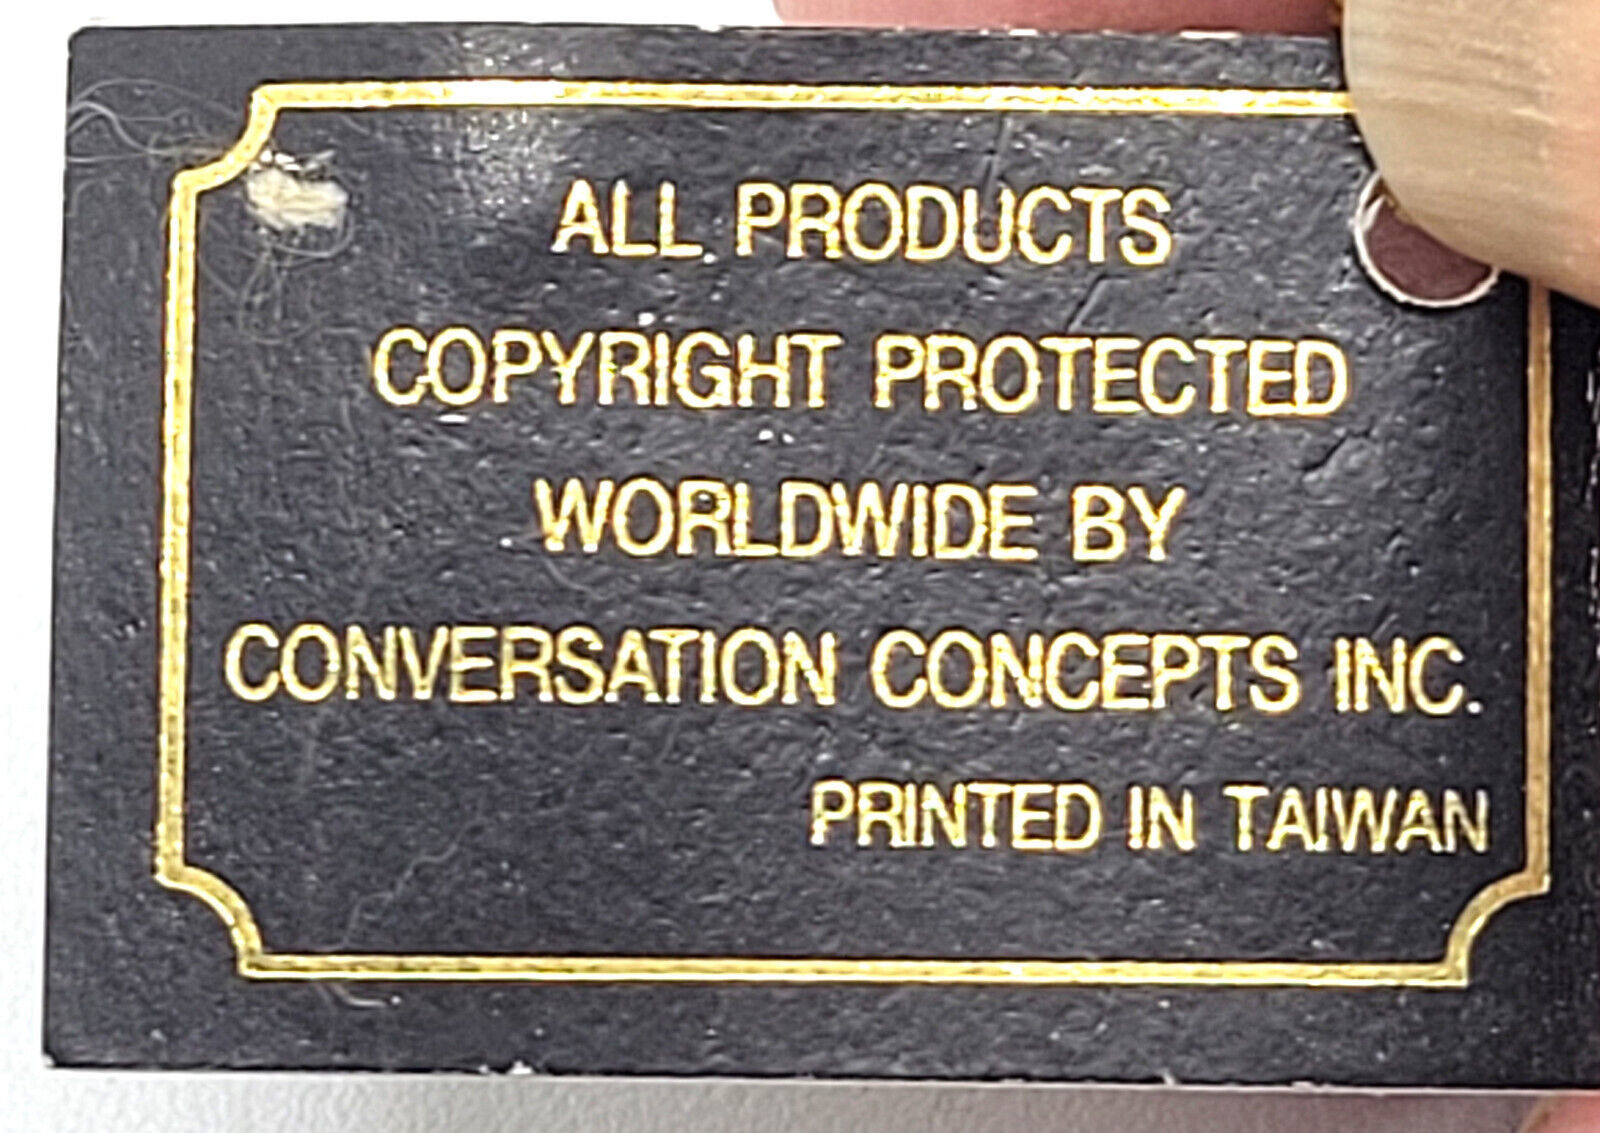 ALL PRODUCTS
COPYRIGHT PROTECTED
WORLDWIDE BY
CONVERSATION CONCEPTS INC.
PRINTED IN TAIWAN